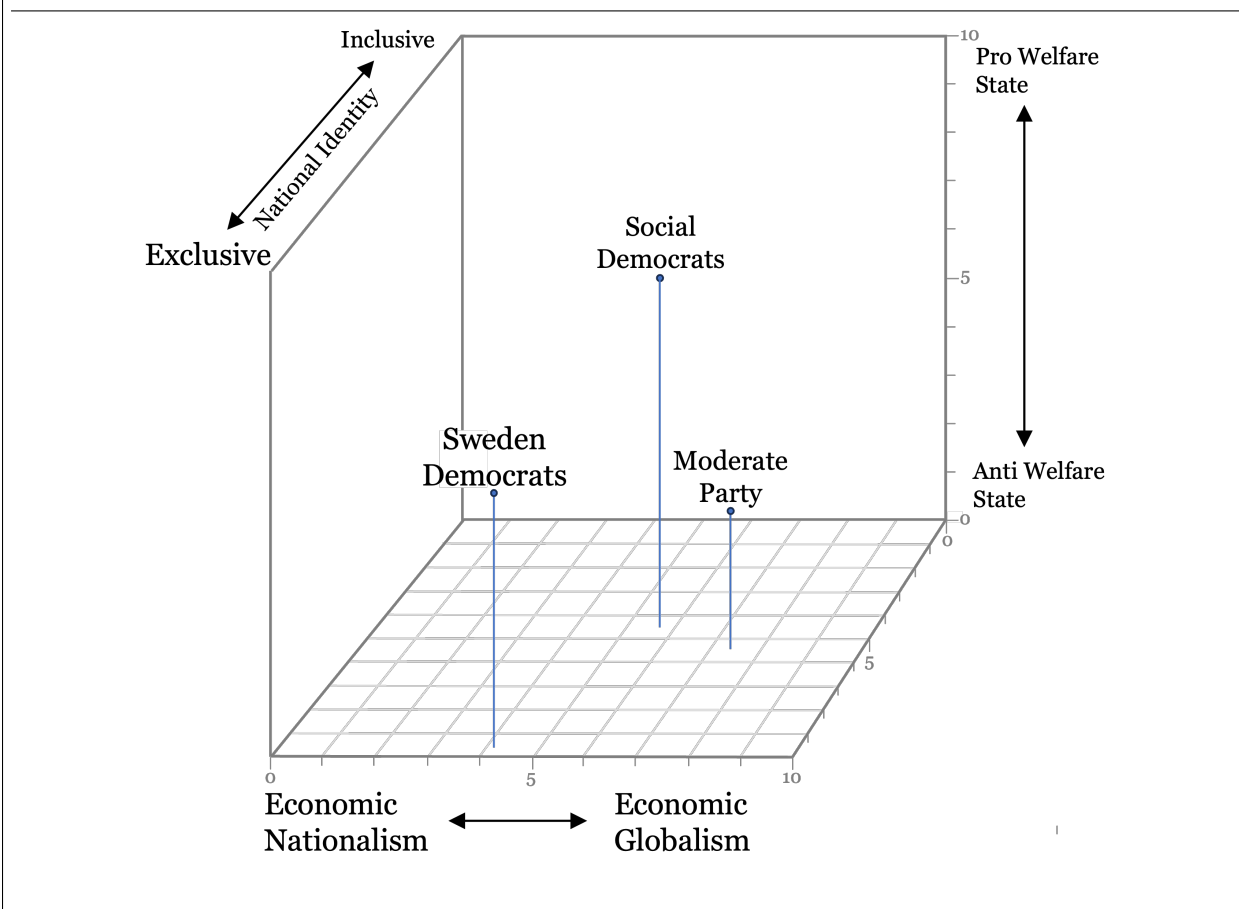 Inclusive
National Identity
Exclusive
10
Pro Welfare
State
Social
Democrats
5
Sweden
Democrats
Moderate
Party
Anti Welfare
State
0
0
5
0
5
10
Economic
Nationalism
Economic
Globalism